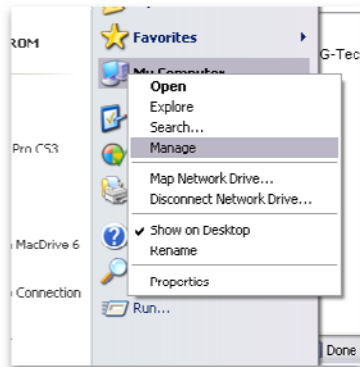 ROM
Favorites
G-Tec
My Computer
Open
Explore
Search...
Manage
Pro CS3
Map Network Drive...
Disconnect Network Drive...
Show on Desktop
MacDrive 6
Rename
Properties
Connection
Run...
Done